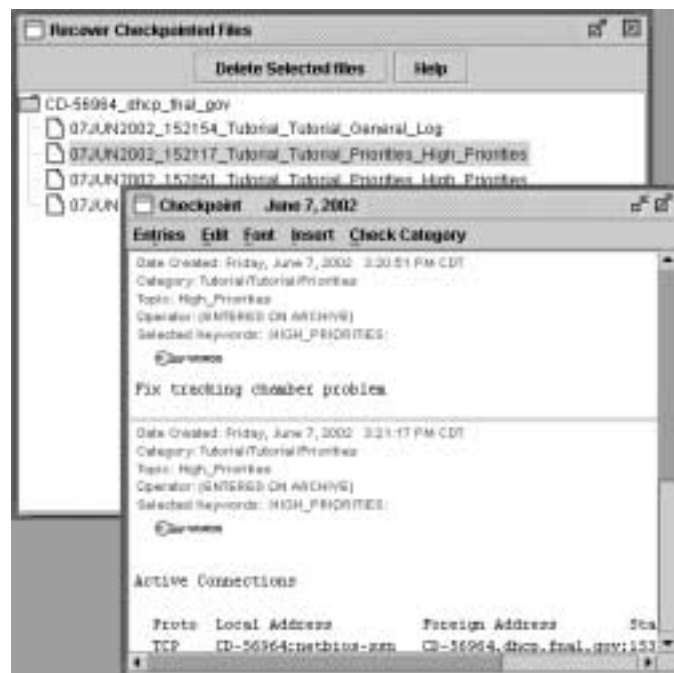 Recover Checkpointed Files
Delete Selected files Help
CD-56964_dhcp_fnal_gov
07JUN2002_152154_Tutorial_Tutorial_General_Log
07JUN2002_152117_Tutorial_Tutorial_Priorities_High_Priorities
07JUN2002_152051_Tutorial_Tutorial_Priorities_High_Priorities
07JUN
Checkpoint June 7, 2002
Entries Edit Font Insert Check Category
Date Created: Friday, June 7, 2002 3:20:51 PM CDT
Category: Tutorial/Tutorial/Priorities
Topic: High_Priorities
Operator: (ENTERED ON ARCHIVE)
Selected Keywords: :HIGH_PRIORITIES:
Fix tracking chamber problem
Date Created: Friday, June 7, 2002 3:21:17 PM CDT
Category: Tutorial/Tutorial/Priorities
Topic: High_Priorities
Operator: (ENTERED ON ARCHIVE)
Selected Keywords: :HIGH_PRIORITIES:
Active Connections
Proto Local Address Foreign Address Sta
TCP CD-56964:netbios-ssn CD-56964.dhcp.fnal.gov:153